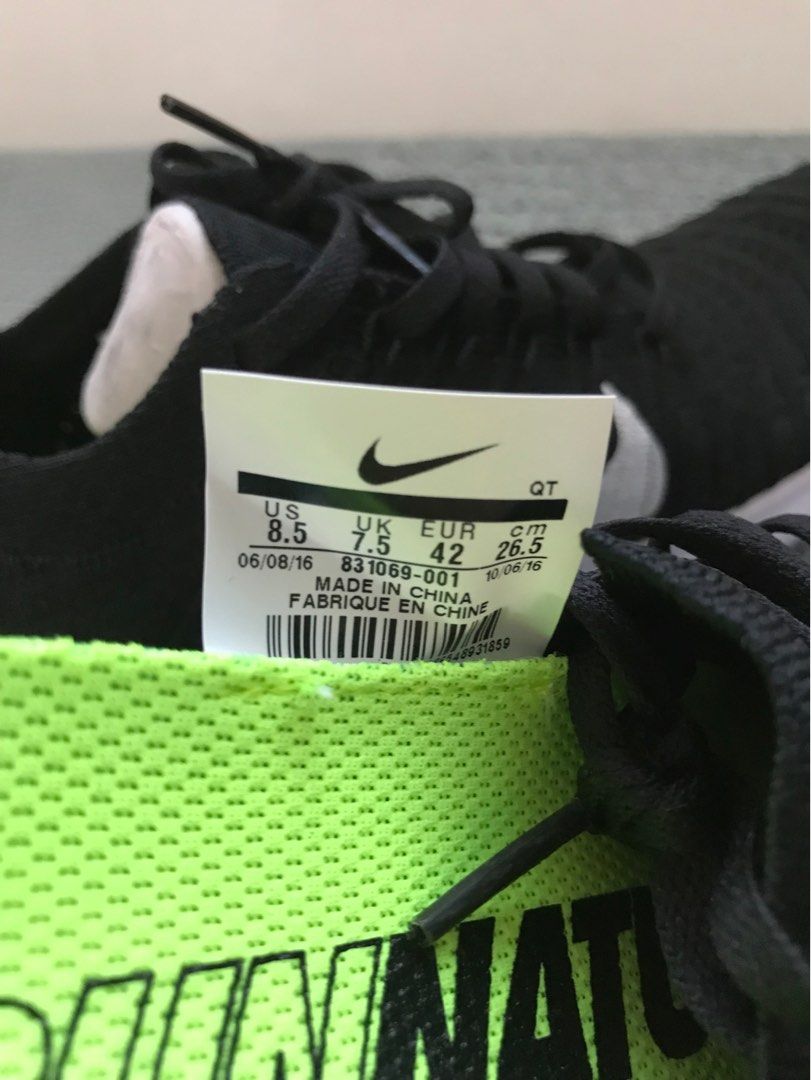 QT
US UK EUR cm
8.5 7.5 42 26.5
06/08/16 831069-001 10/06/16
MADE IN CHINA
FABRIQUE EN CHINE
48931859